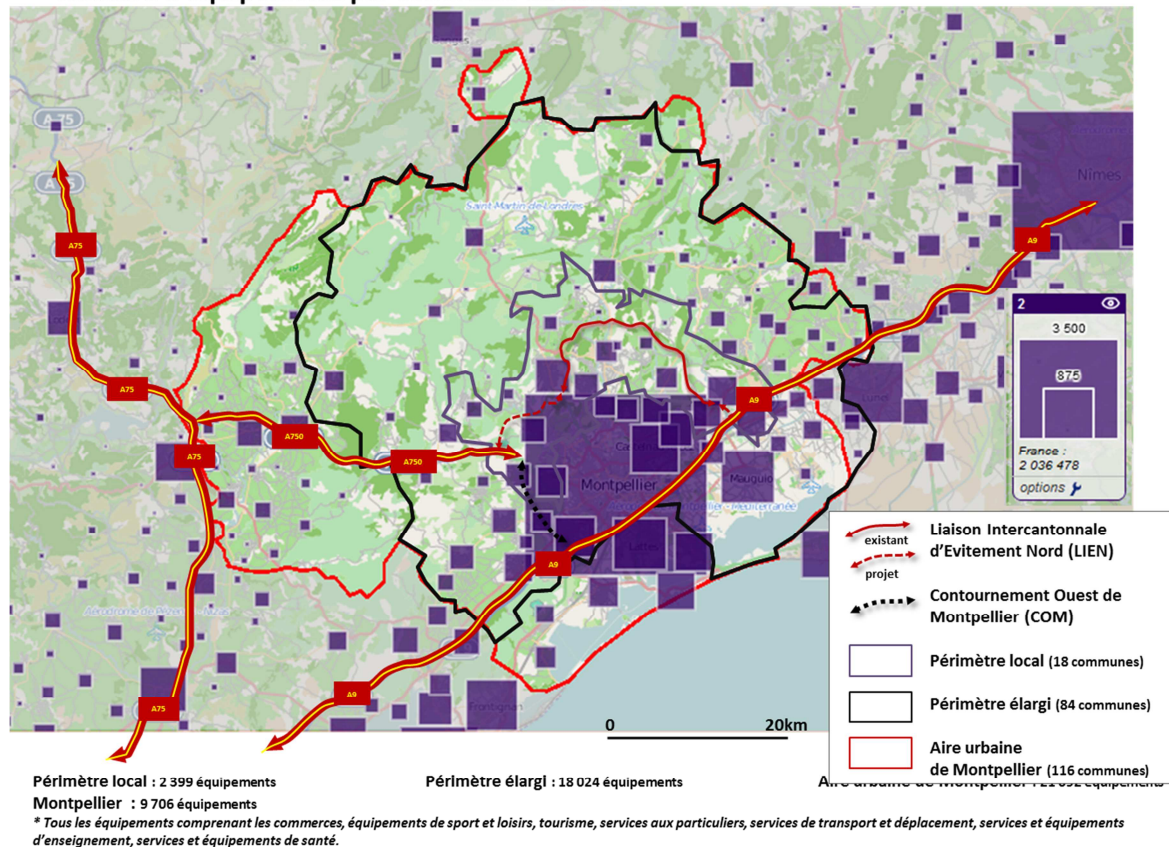 A75
A75
Saint-Martin-de-Londres
Nîmes
A75
A9
2
3 500
875
France :
2 036 478
options
A75
A9
Lunel
A750
A75
A750
Montpellier
Mauguio
Lattes
A9
existant
projet
Liaison Intercantonnale
d'Evitement Nord (LIEN)
Contournement Ouest de
Montpellier (COM)
Périmètre local (18 communes)
Périmètre élargi (84 communes)
Aire urbaine
de Montpellier (116 communes)
A75
A9
Frontignan
0 20km
Périmètre local : 2 399 équipements
Périmètre élargi : 18 024 équipements
Montpellier : 9 706 équipements
* Tous les équipements comprenant les commerces, équipements de sport et loisirs, tourisme, services aux particuliers, services de transport et déplacement, services et équipements
d'enseignement, services et équipements de santé.